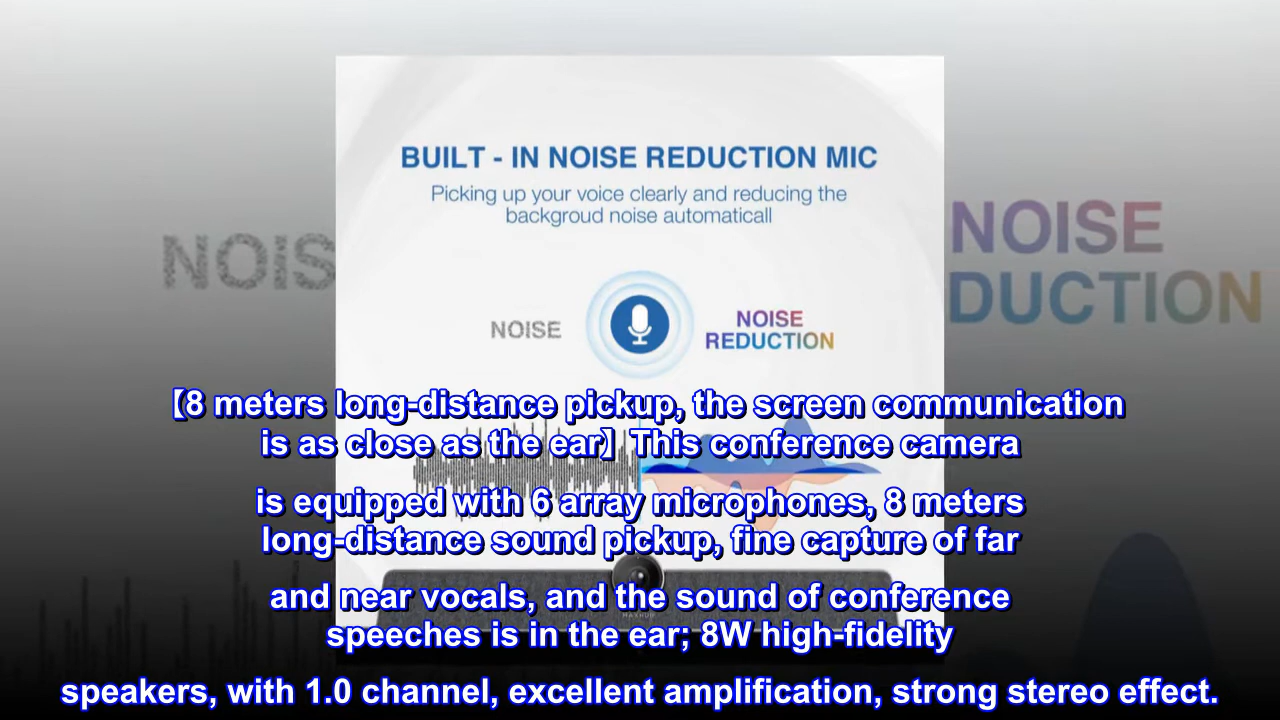 BUILT - IN NOISE REDUCTION MIC
Picking up your voice clearly and reducing the
backgroud noise automaticall
NOIS
NOISE
DUCTION
NOISE
NOISE
REDUCTION
【8 meters long-distance pickup, the screen communication
is as close as the ear】This conference camera
is equipped with 6 array microphones, 8 meters
long-distance sound pickup, fine capture of far
and near vocals, and the sound of conference
speeches is in the ear; 8W high-fidelity
speakers, with 1.0 channel, excellent amplification, strong stereo effect.